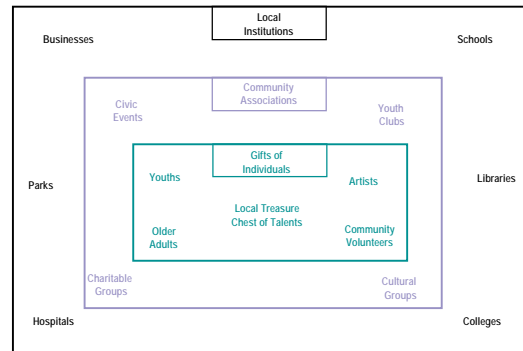 Local
Institutions
Businesses
Schools
Community
Associations
Civic
Events
Youth
Clubs
Gifts of
Individuals
Youths
Artists
Parks
Libraries
Local Treasure
Chest of Talents
Older
Adults
Community
Volunteers
Charitable
Groups
Cultural
Groups
Hospitals
Colleges